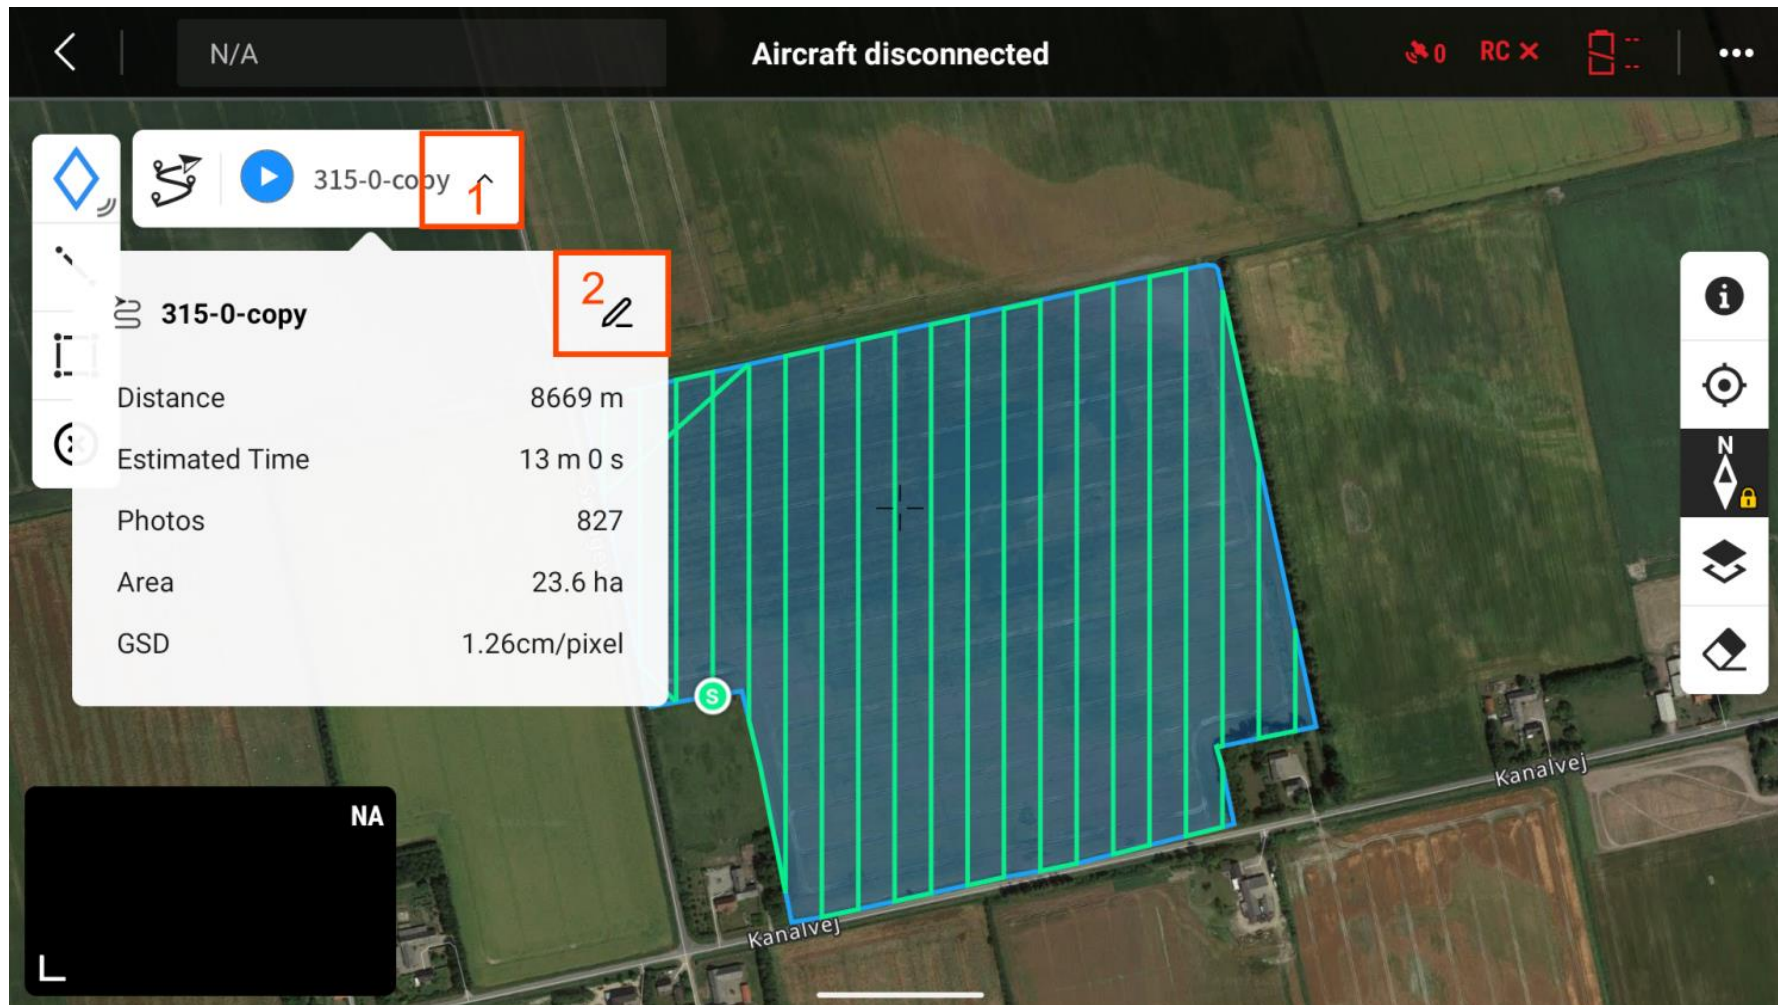 N/A
Aircraft disconnected
0
RC
--
--
315-0-copy
1
2
315-0-copy
Distance 8669 m
Estimated Time 13 m 0 s
Photos 827
Area 23.6 ha
GSD 1.26cm/pixel
S
N
Kanalvej
NA
Kanalvej